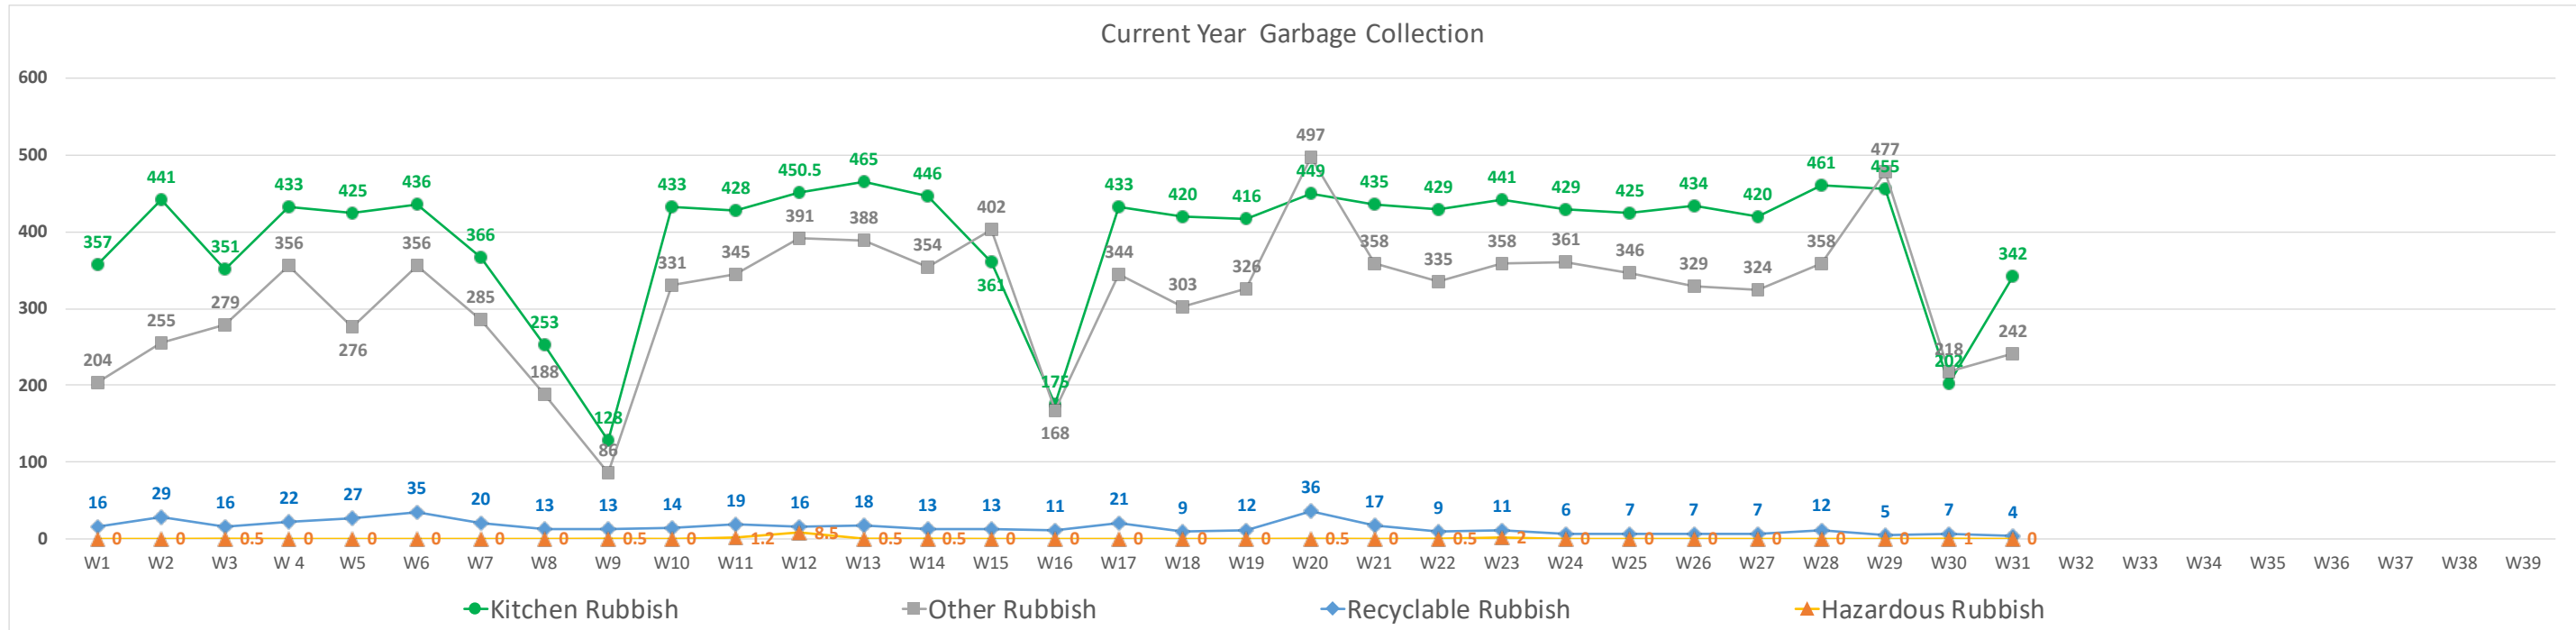 Current Year  Garbage Collection
600
500
400
300
200
100
0
357 441 351 433 425 436 366 253 128 433 428 450.5 465 446 361 175 433 420 416 449 435 429 441 429 425 434 420 461 455 202 342
204 255 279 356 276 356 285 188 86 331 345 391 388 354 402 168 344 303 326 497 358 335 358 361 346 329 324 358 477 218 242
16 29 16 22 27 35 20 13 13 14 19 16 18 13 13 11 21 9 12 36 17 9 11 6 7 7 7 12 5 7 4
0 0 0.5 0 0 0 0 0 0.5 0 1.2 8.5 0.5 0.5 0 0 0 0 0 0.5 0 0.5 2 0 0 0 0 0 0 1 0
W1 W2 W3 W 4 W5 W6 W7 W8 W9 W10 W11 W12 W13 W14 W15 W16 W17 W18 W19 W20 W21 W22 W23 W24 W25 W26 W27 W28 W29 W30 W31 W32 W33 W34 W35 W36 W37 W38 W39
Kitchen Rubbish Other Rubbish Recyclable Rubbish Hazardous Rubbish